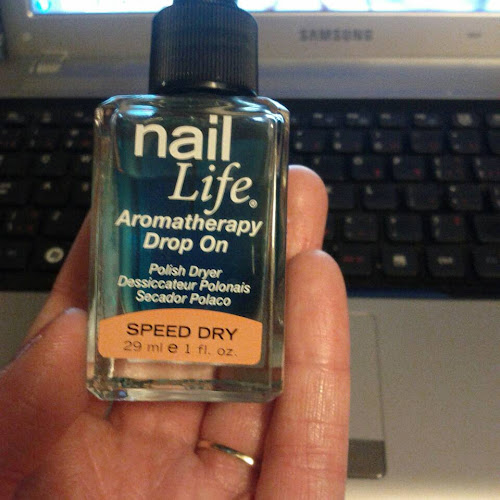 SAMSUNG
nail
Life®
Aromatherapy
Drop On
Polish Dryer
Dessiccateur Polonais
Secador Polaco
SPEED DRY
29 ml e 1 fl. oz.